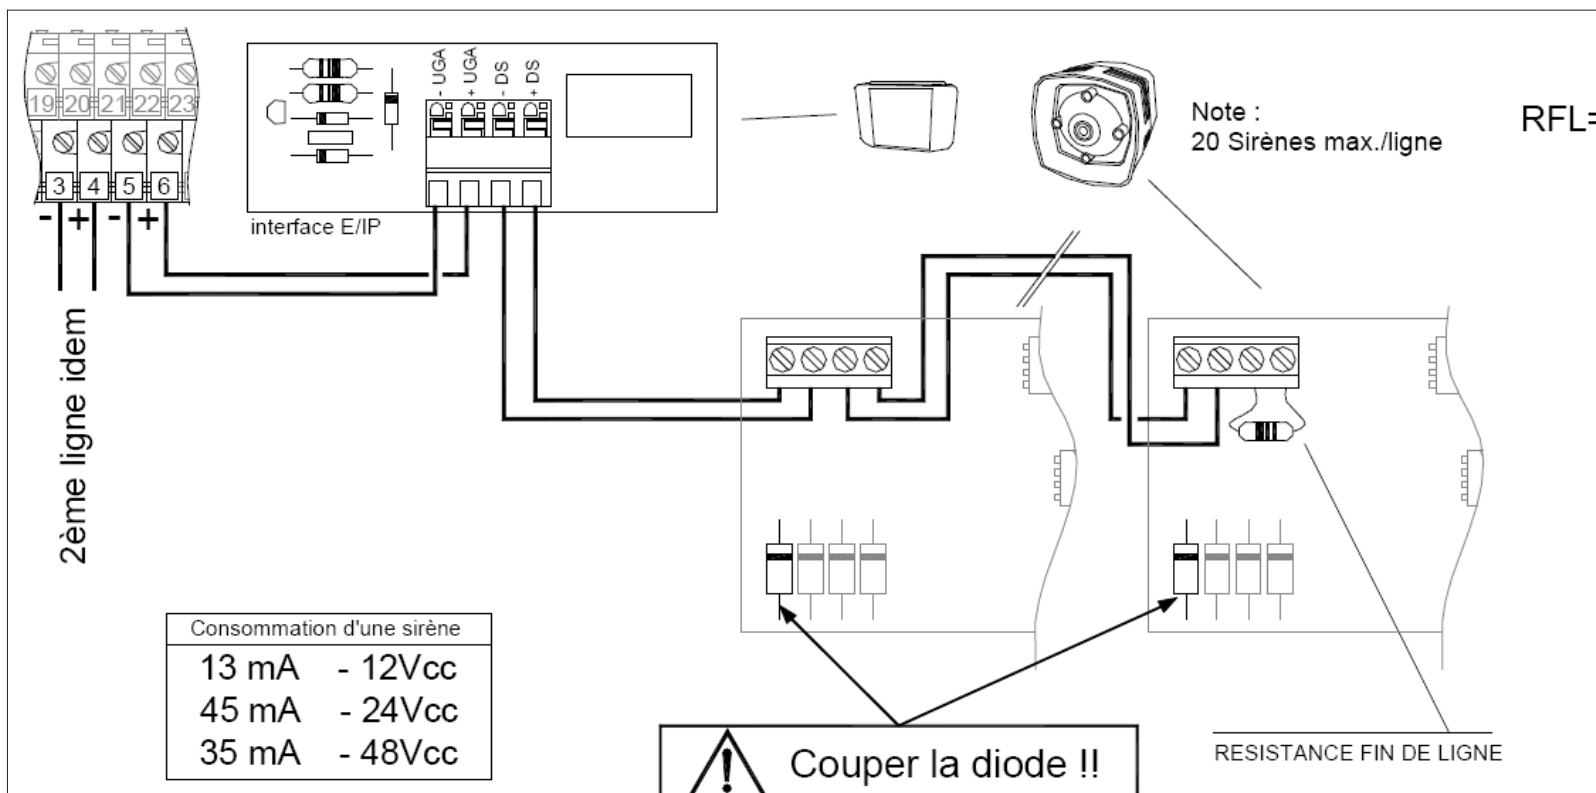 - UGA
+ UGA
- DS
+ DS
19 20 21 22 23
3 4 5 6
- + - +
interface E/IP
Note :
20 Sirènes max./ligne
RFL=
2ème ligne idem
Consommation d'une sirène
13 mA - 12Vcc
45 mA - 24Vcc
35 mA - 48Vcc
! Couper la diode !!
RESISTANCE FIN DE LIGNE